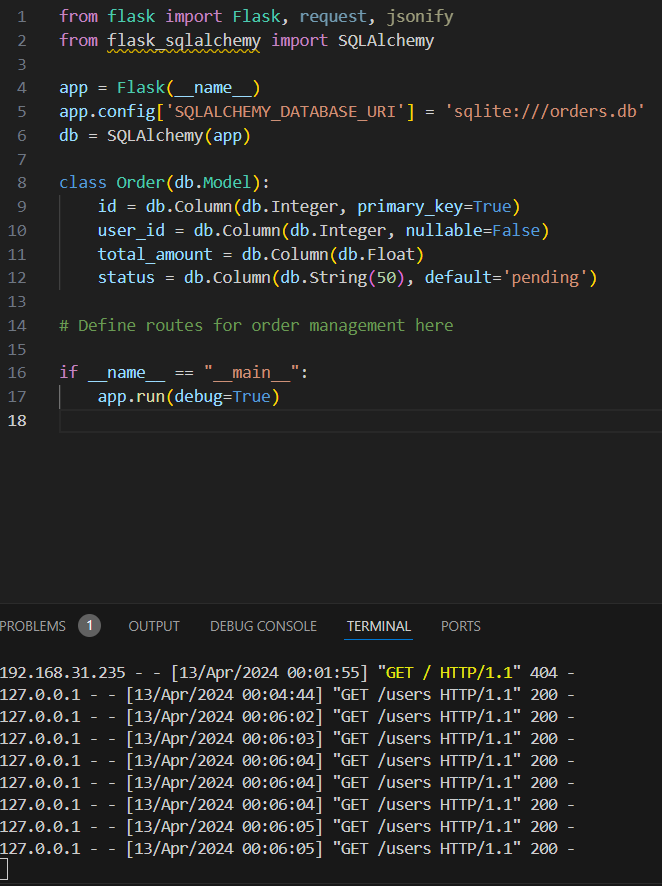 1 from flask import Flask, request, jsonify
2 from flask_sqlalchemy import SQLAlchemy
3
4 app = Flask(__name__)
5 app.config['SQLALCHEMY_DATABASE_URI'] = 'sqlite:///orders.db'
6 db = SQLAlchemy(app)
7
8 class Order(db.Model):
9     id = db.Column(db.Integer, primary_key=True)
10     user_id = db.Column(db.Integer, nullable=False)
11     total_amount = db.Column(db.Float)
12     status = db.Column(db.String(50), default='pending')
13
14 # Define routes for order management here
15
16 if __name__ == "__main__":
17     app.run(debug=True)
18
PROBLEMS 1 OUTPUT DEBUG CONSOLE TERMINAL PORTS
192.168.31.235 - - [13/Apr/2024 00:01:55] "GET / HTTP/1.1" 404 -
127.0.0.1 - - [13/Apr/2024 00:04:44] "GET /users HTTP/1.1" 200 -
127.0.0.1 - - [13/Apr/2024 00:06:02] "GET /users HTTP/1.1" 200 -
127.0.0.1 - - [13/Apr/2024 00:06:03] "GET /users HTTP/1.1" 200 -
127.0.0.1 - - [13/Apr/2024 00:06:04] "GET /users HTTP/1.1" 200 -
127.0.0.1 - - [13/Apr/2024 00:06:04] "GET /users HTTP/1.1" 200 -
127.0.0.1 - - [13/Apr/2024 00:06:04] "GET /users HTTP/1.1" 200 -
127.0.0.1 - - [13/Apr/2024 00:06:05] "GET /users HTTP/1.1" 200 -
127.0.0.1 - - [13/Apr/2024 00:06:05] "GET /users HTTP/1.1" 200 -